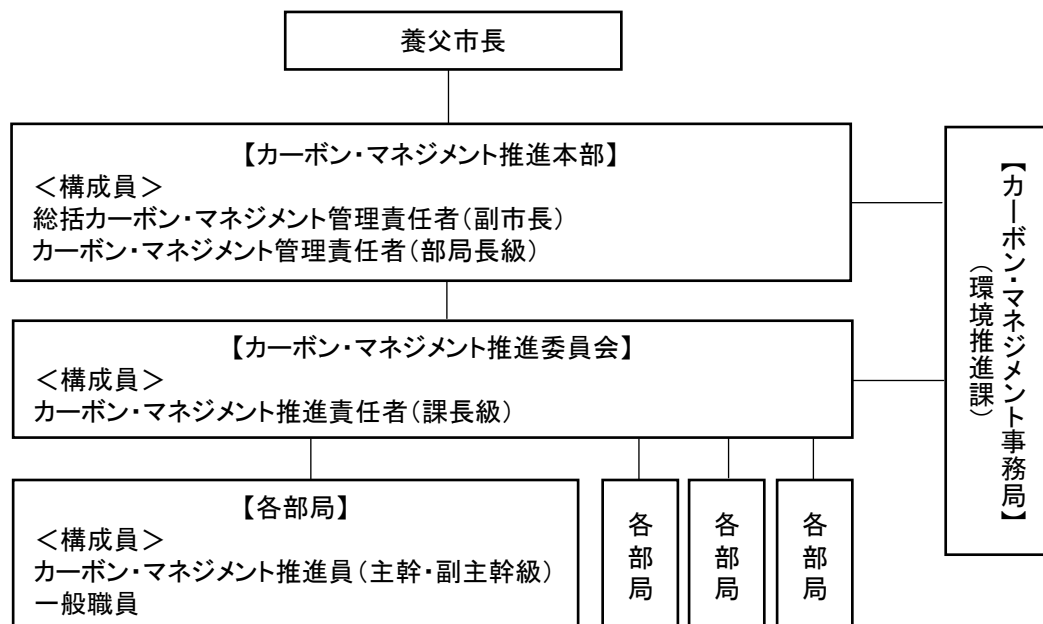 養父市長
【カーボン・マネジメント推進本部】
＜構成員＞
総括カーボン・マネジメント管理責任者（副市長）
カーボン・マネジメント管理責任者（部局長級）
【カーボン・マネジメント推進委員会】
＜構成員＞
カーボン・マネジメント推進責任者（課長級）
【各部局】
＜構成員＞
カーボン・マネジメント推進員（主幹・副主幹級）
一般職員
各部局
各部局
各部局
【カーボン・マネジメント事務局】
（環境推進課）